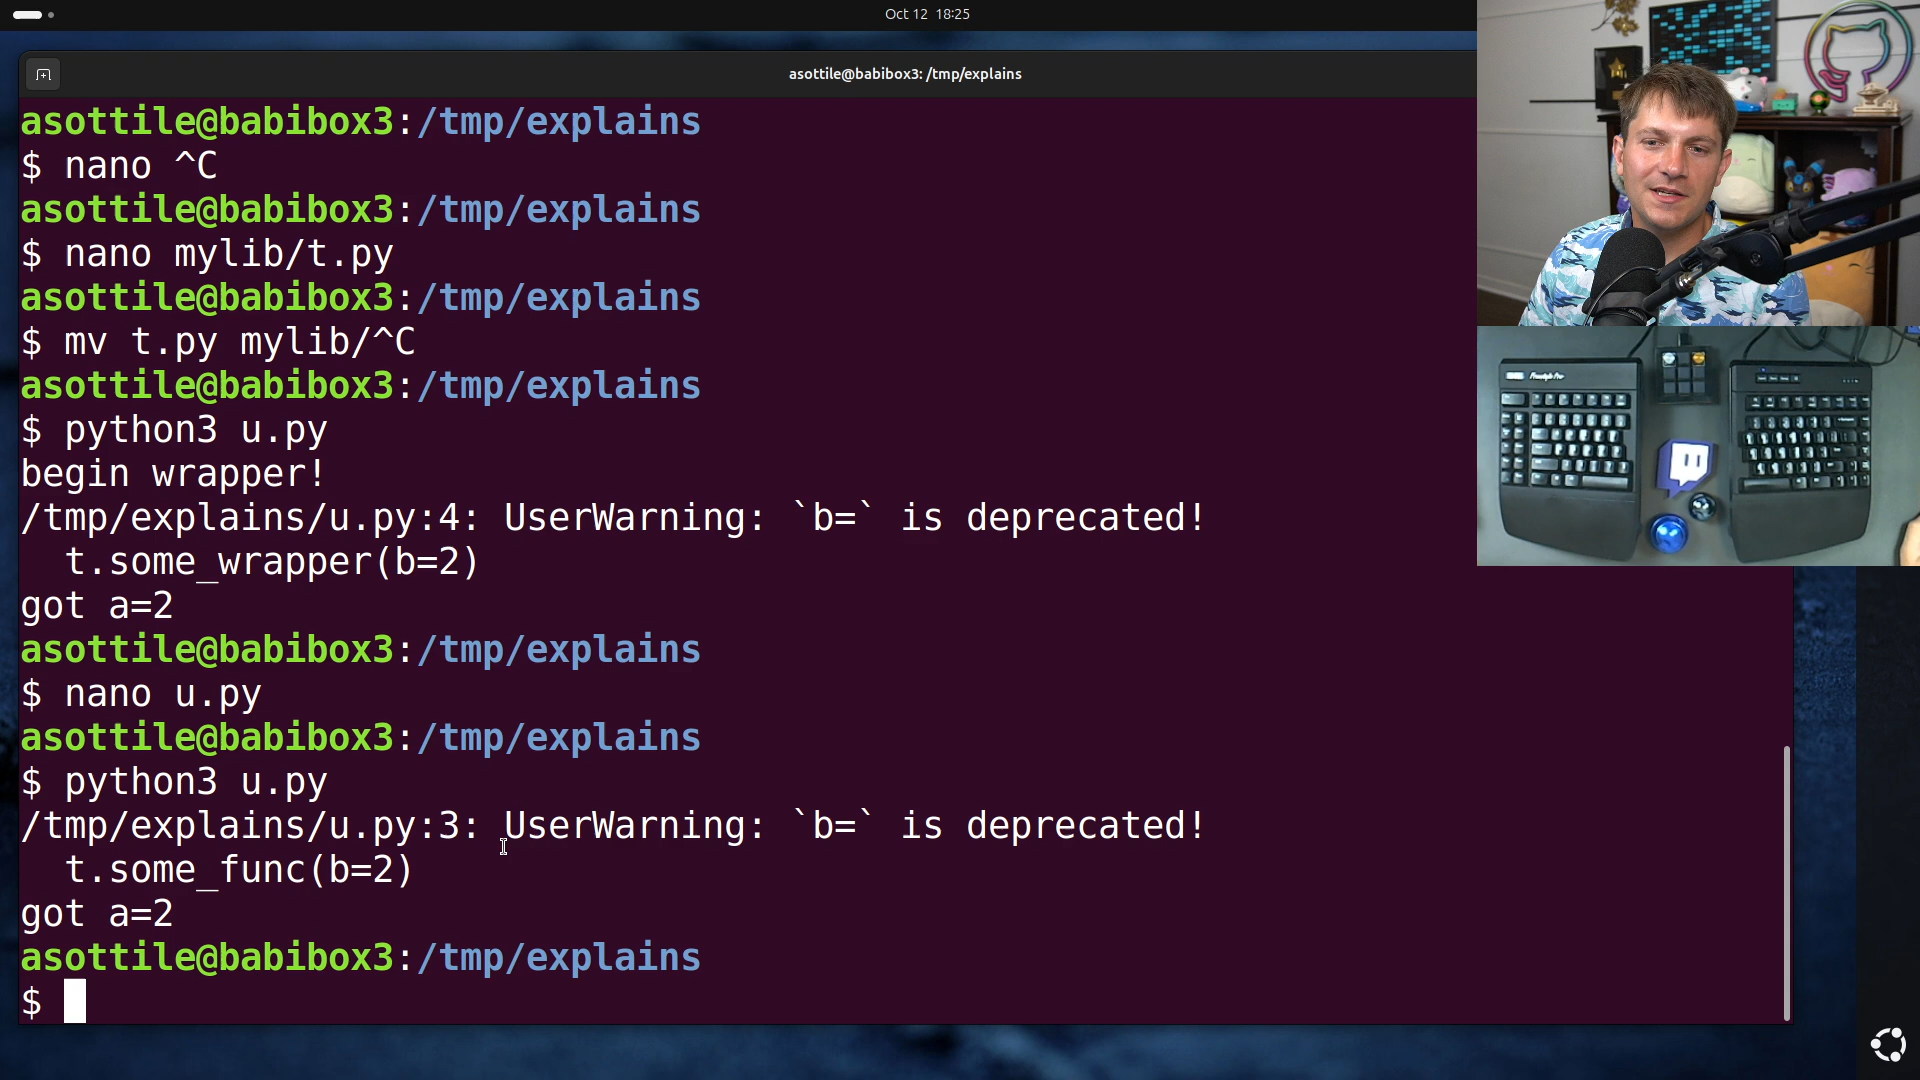 Oct 12 18:25
asottile@babibox3: /tmp/explains
asottile@babibox3:/tmp/explains
$ nano ^C
asottile@babibox3:/tmp/explains
$ nano mylib/t.py
asottile@babibox3:/tmp/explains
$ mv t.py mylib/^C
asottile@babibox3:/tmp/explains
$ python3 u.py
begin wrapper!
/tmp/explains/u.py:4: UserWarning: `b=` is deprecated!
  t.some_wrapper(b=2)
got a=2
asottile@babibox3:/tmp/explains
$ nano u.py
asottile@babibox3:/tmp/explains
$ python3 u.py
/tmp/explains/u.py:3: UserWarning: `b=` is deprecated!
  t.some_func(b=2)
got a=2
asottile@babibox3:/tmp/explains
$